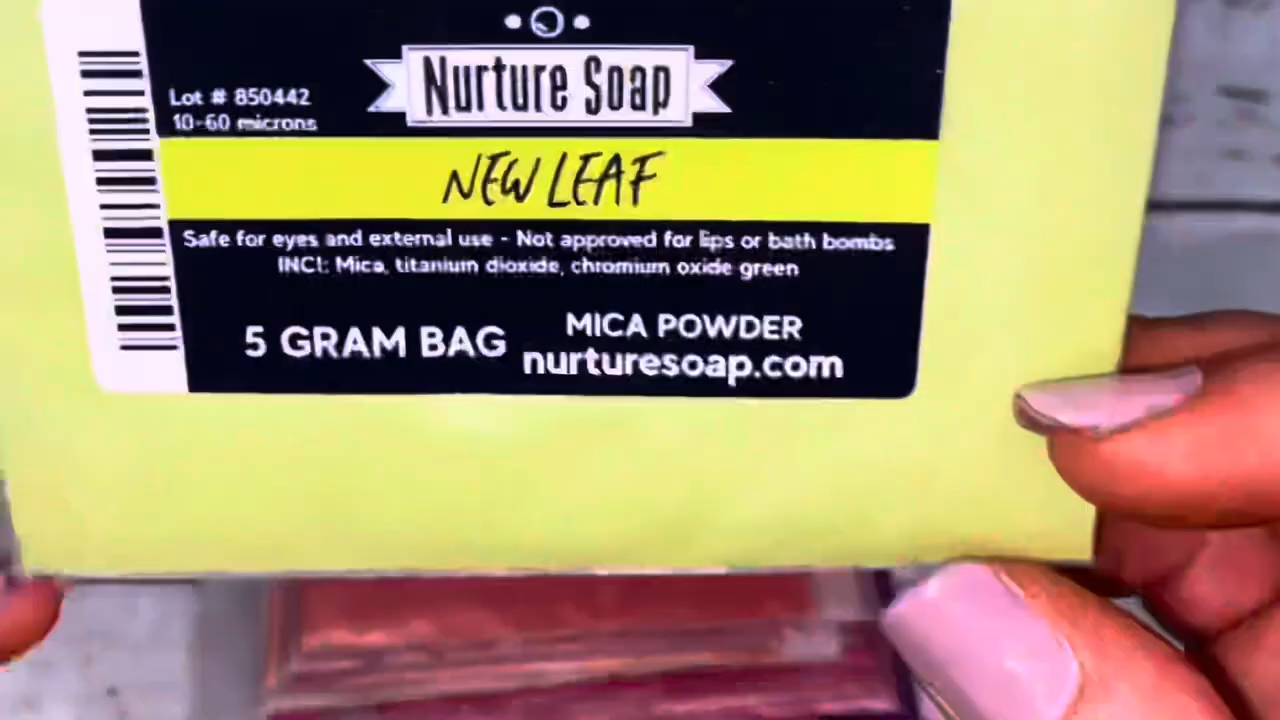 Nurture Soap
Lot # 850442
10-60 microns
NEW LEAF
Safe for eyes and external use - Not approved for lips or bath bombs
INCI: Mica, titanium dioxide, chromium oxide green
5 GRAM BAG
MICA POWDER
nurturesoap.com